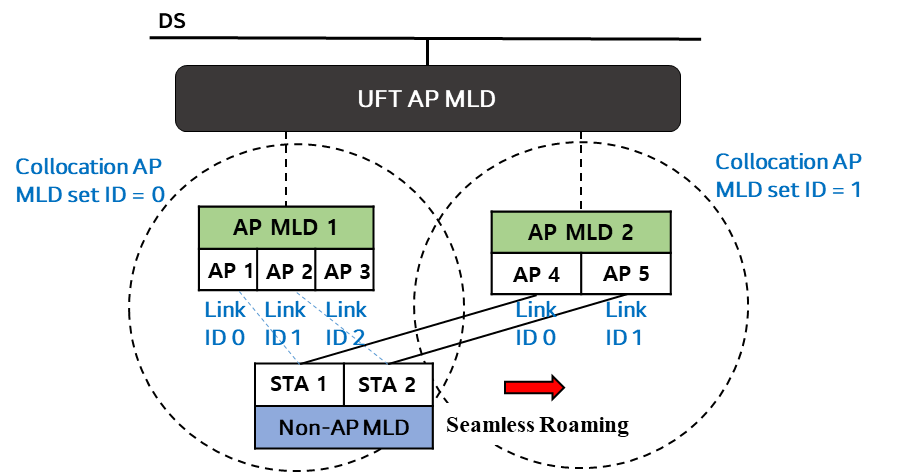 DS
UFT AP MLD
Collocation AP
MLD set ID = 0
Collocation AP
MLD set ID = 1
AP MLD 1
AP 1 AP 2 AP 3
Link Link Link
ID 0 ID 1 ID 2
AP MLD 2
AP 4 AP 5
Link Link
ID 0 ID 1
STA 1 STA 2
Non-AP MLD
Seamless Roaming